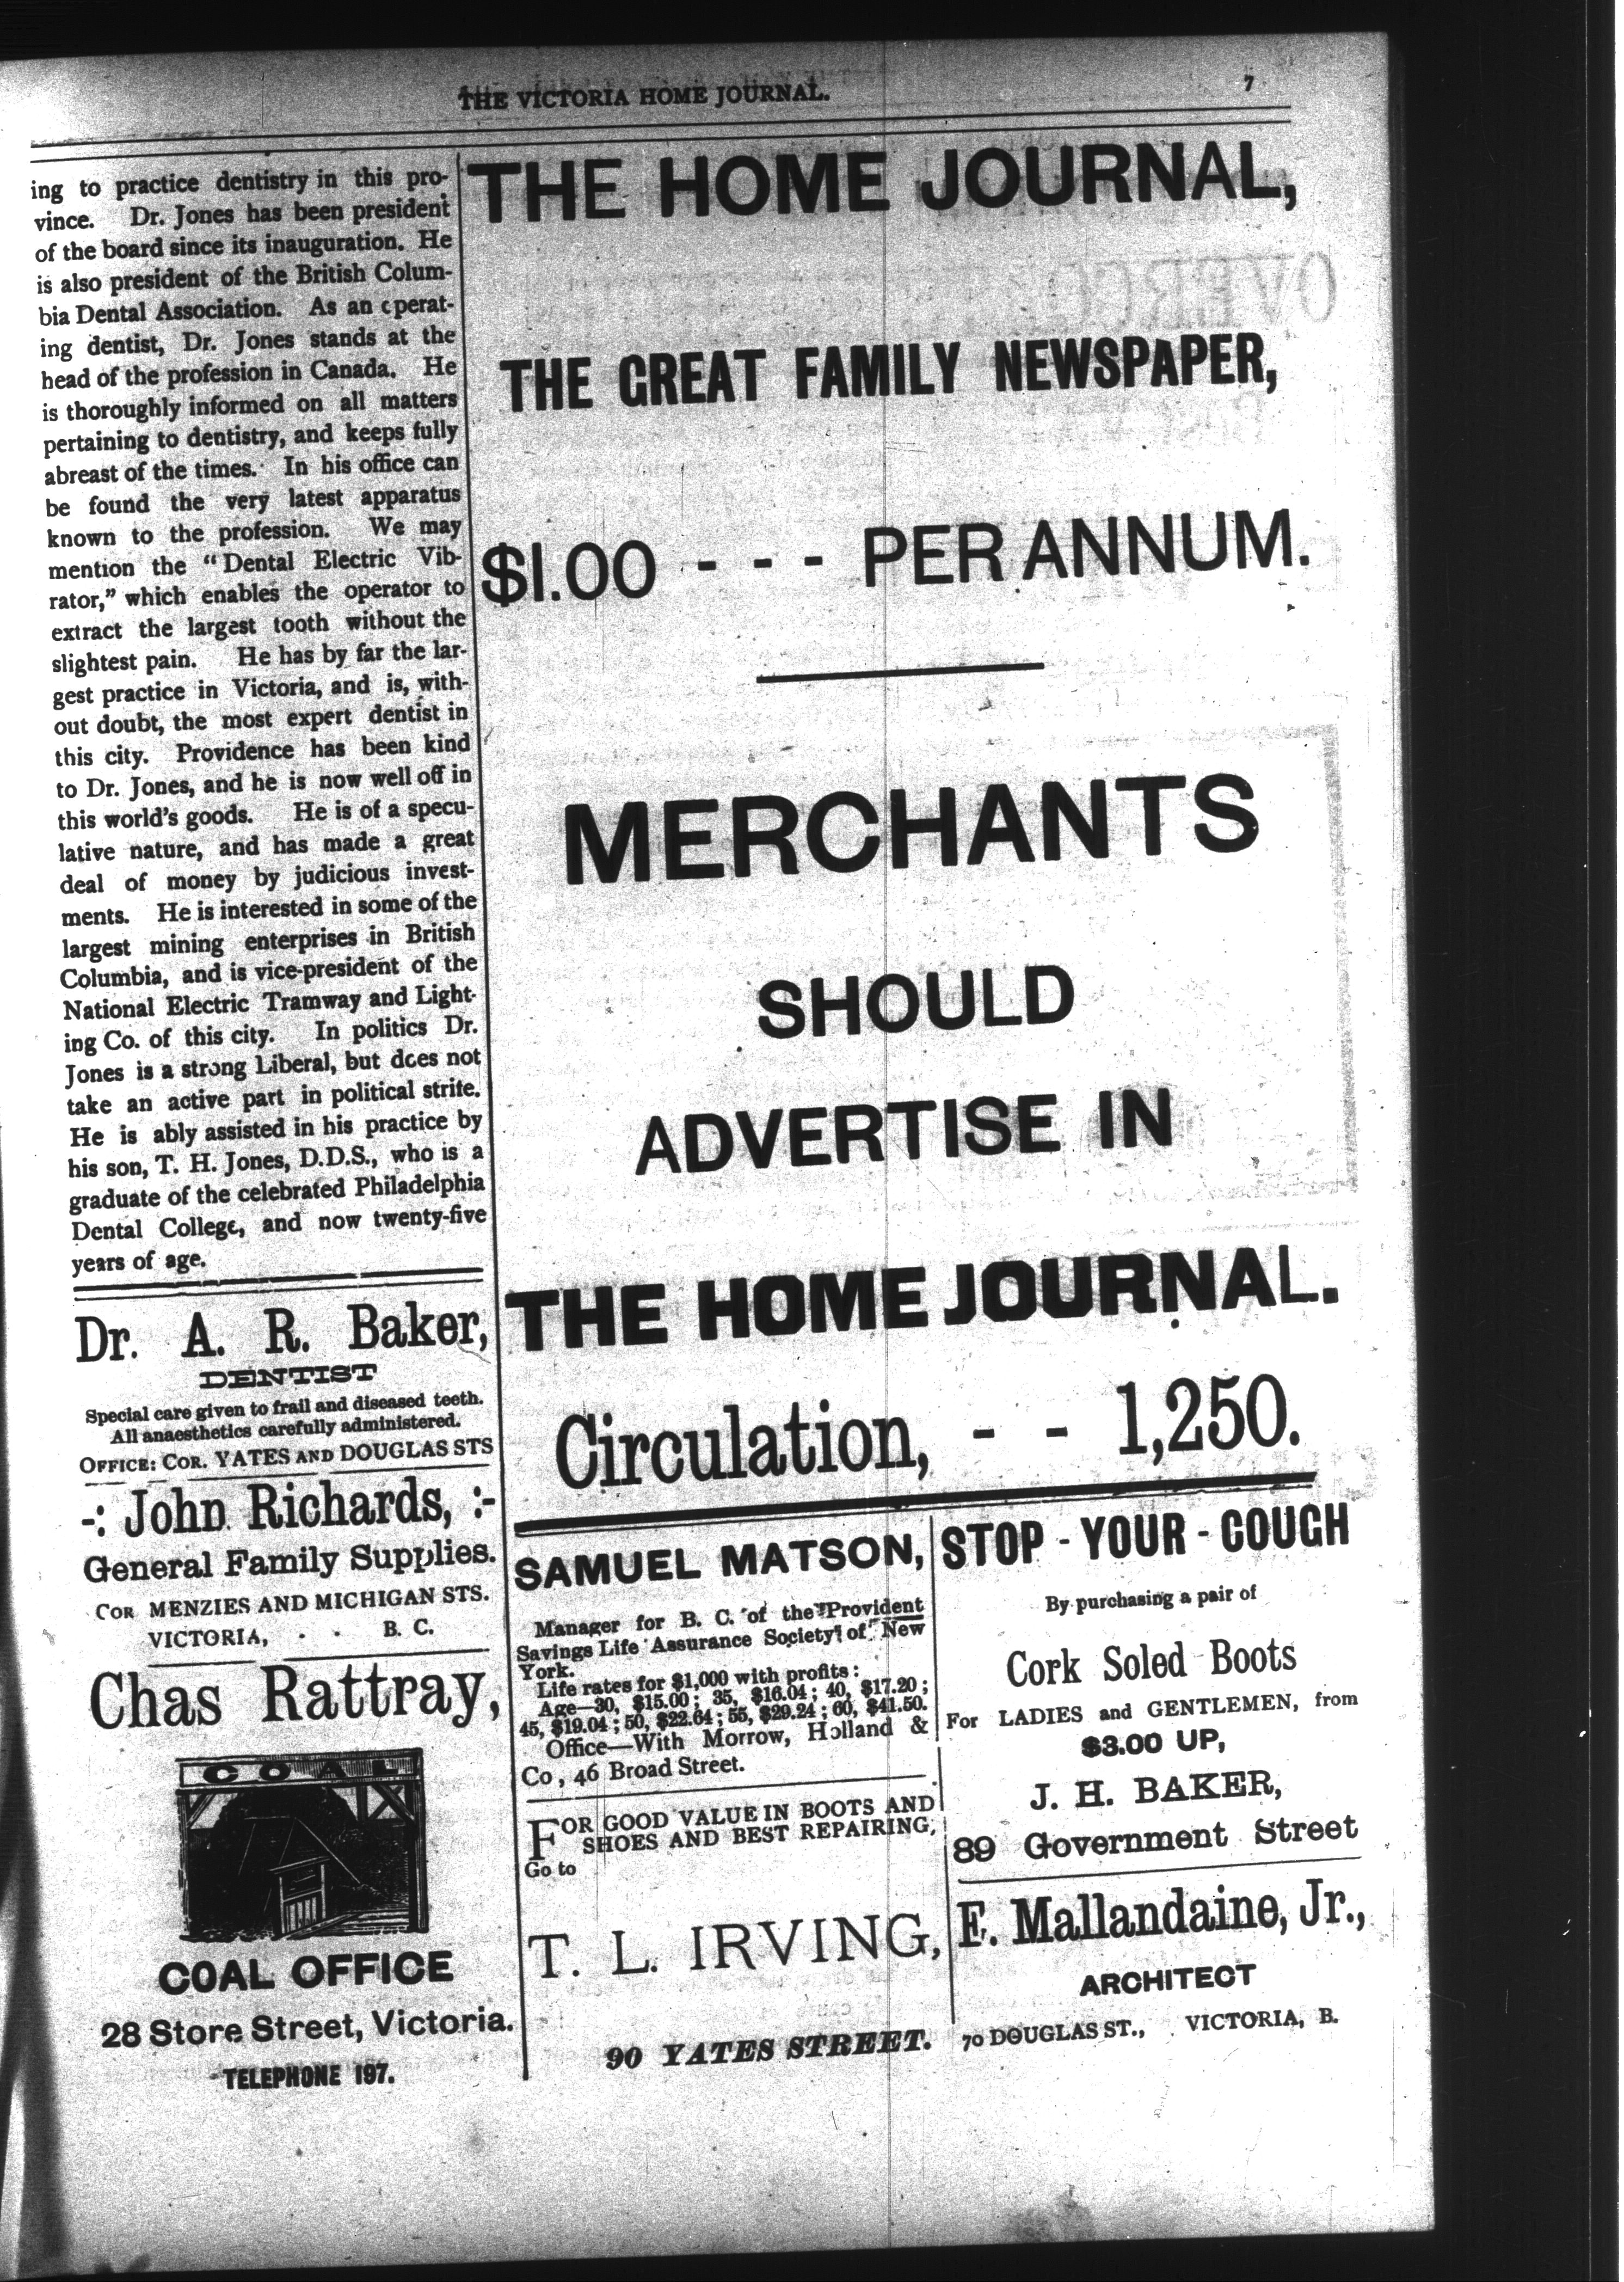 THE VICTORIA HOME JOURNAL.
7
ing to practice dentistry in this pro-
vince. Dr. Jones has been president
of the board since its inauguration. He
is also president of the British Colum-
bia Dental Association. As an operat-
ing dentist, Dr. Jones stands at the
head of the profession in Canada. He
is thoroughly informed on all matters
pertaining to dentistry, and keeps fully
abreast of the times. In his office can
be found the very latest apparatus
known to the profession. We may
mention the "Dental Electric Vib-
rator," which enables the operator to
extract the largest tooth without the
slightest pain. He has by far the lar-
gest practice in Victoria, and is, with-
out doubt, the most expert dentist in
this city. Providence has been kind
to Dr. Jones, and he is now well off in
this world's goods. He is of a specu-
lative nature, and has made a great
deal of money by judicious invest-
ments. He is interested in some of the
largest mining enterprises in British
Columbia, and is vice-president of the
National Electric Tramway and Light-
ing Co. of this city. In politics Dr.
Jones is a strong Liberal, but does not
take an active part in political strife.
He is ably assisted in his practice by
his son, T. H. Jones, D.D.S., who is a
graduate of the celebrated Philadelphia
Dental College, and now twenty-five
years of age.
Dr. A. R. Baker,
DENTIST
Special care given to frail and diseased teeth.
All anaesthetics carefully administered.
OFFICE: COR. YATES AND DOUGLAS STS
-: John Richards, :-
General Family Supplies.
COR MENZIES AND MICHIGAN STS.
VICTORIA, . . B. C.
Chas Rattray,
COAL
COAL OFFICE
28 Store Street, Victoria.
TELEPHONE 197.
THE HOME JOURNAL,
THE GREAT FAMILY NEWSPAPER,
$1.00 - - - PER ANNUM.
MERCHANTS
SHOULD
ADVERTISE IN
THE HOME JOURNAL.
Circulation, - - 1,250.
SAMUEL MATSON,
Manager for B. C. of the Provident
Savings Life Assurance Society of New
York.
Life rates for $1,000 with profits:
Age—30, $15.00; 35, $16.04; 40, $17.20;
45, $19.04; 50, $22.64; 55, $29.24; 60, $41.50.
Office—With Morrow, Holland &
Co, 46 Broad Street.
FOR GOOD VALUE IN BOOTS AND
SHOES AND BEST REPAIRING,
Go to
T. L. IRVING,
90 YATES STREET.
STOP - YOUR - COUGH
By purchasing a pair of
Cork Soled Boots
For LADIES and GENTLEMEN, from
$3.00 UP,
J. H. BAKER,
89 Government Street
E. Mallandaine, Jr.,
ARCHITECT
70 DOUGLAS ST., VICTORIA, B.